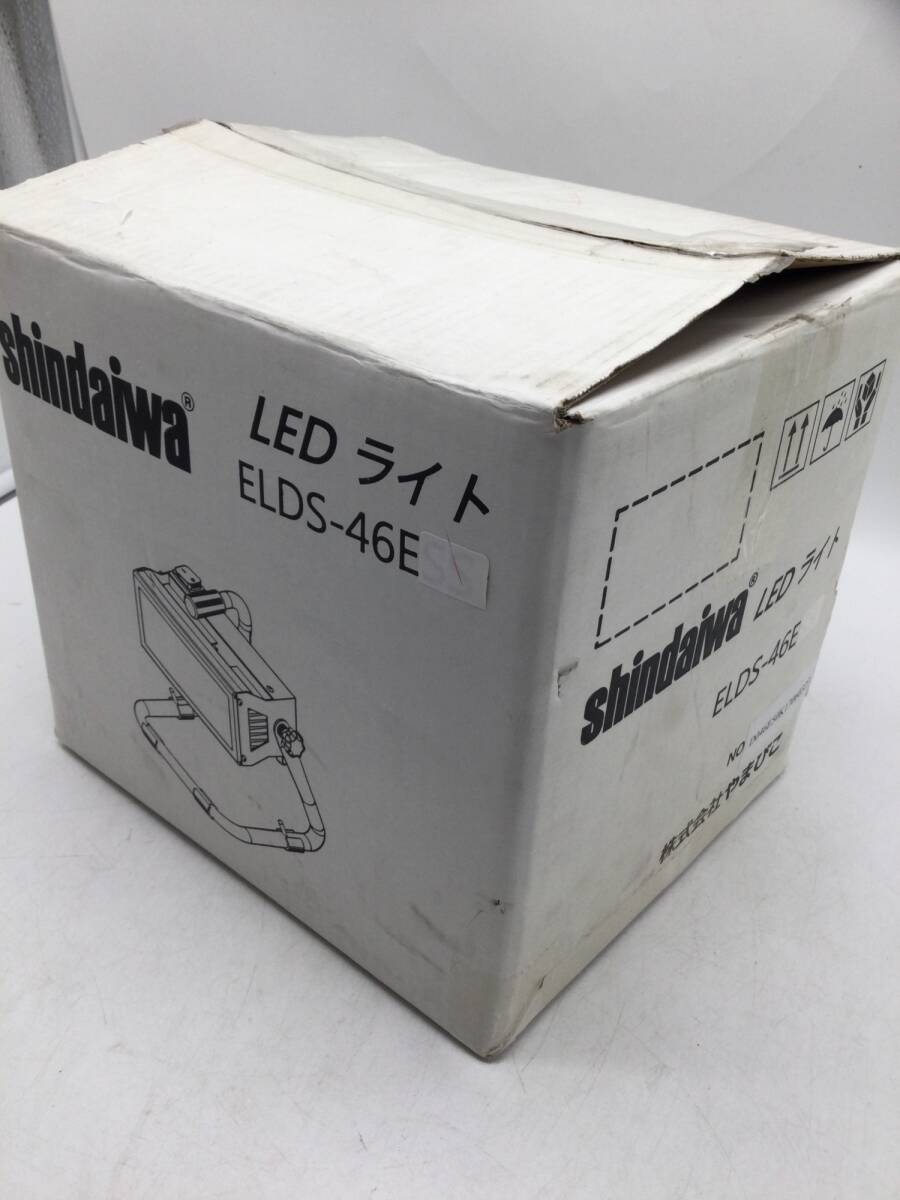 shindaiwa®
LED ライト
ELDS-46E
shindaiwa® LED ライト
ELDS-46E
NO
株式会社 やまびこ